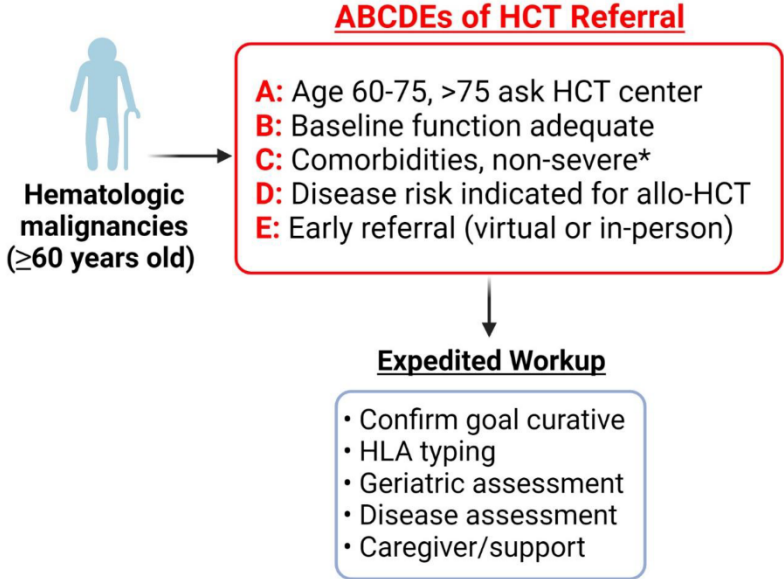 ABCDEs of HCT Referral
A: Age 60-75, >75 ask HCT center
B: Baseline function adequate
C: Comorbidities, non-severe*
D: Disease risk indicated for allo-HCT
E: Early referral (virtual or in-person)
Hematologic
malignancies
(≥60 years old)
Expedited Workup
• Confirm goal curative
• HLA typing
• Geriatric assessment
• Disease assessment
• Caregiver/support